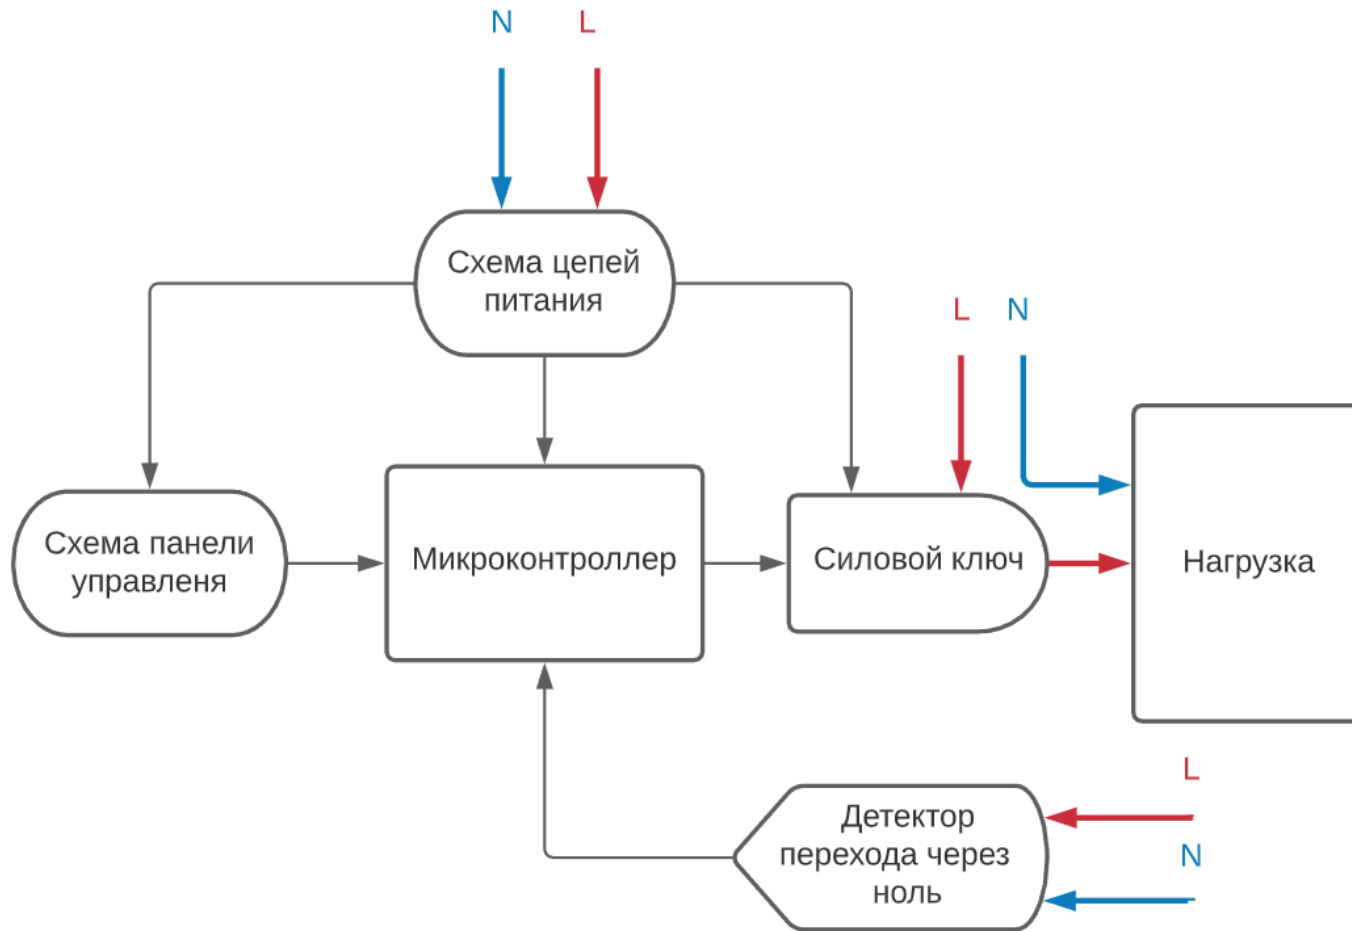 N
L
Схема цепей
питания
L
N
Схема панели
управленя
Микроконтроллер
Силовой ключ
Нагрузка
L
Детектор
перехода через
ноль
N